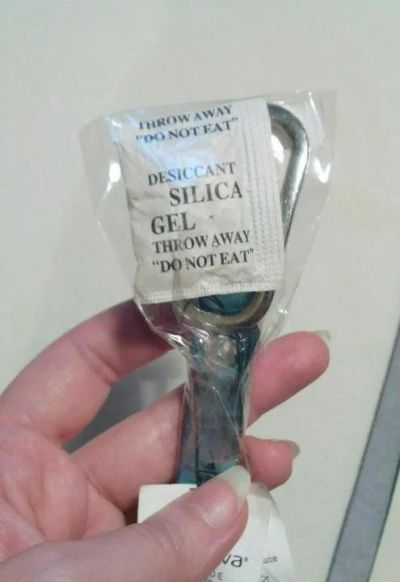 THROW AWAY
"DO NOT EAT"
DESICCANT
SILICA
GEL
THROW AWAY
"DO NOT EAT"